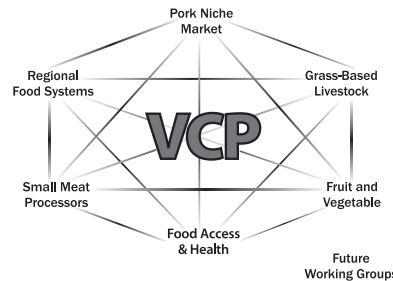 Pork Niche
Market
Regional
Food Systems
Grass-Based
Livestock
VCP
Small Meat
Processors
Fruit and
Vegetable
Food Access
& Health
Future
Working Groups